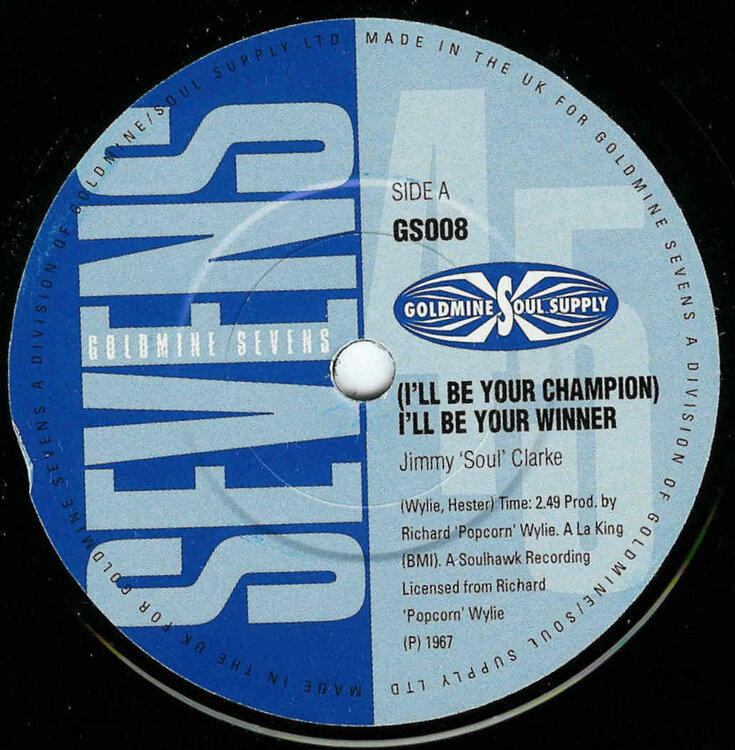 MADE IN THE UK FOR GOLDMINE SEVENS A DIVISION OF GOLDMINE/SOUL SUPPLY LTD
MADE IN THE UK FOR GOLDMINE SEVENS A DIVISION OF GOLDMINE/SOUL SUPPLY LTD
SEVENS
GOLDMINE SEVENS
45
SIDE A
GS008
GOLDMINE SOUL SUPPLY
(I'LL BE YOUR CHAMPION)
I'LL BE YOUR WINNER
Jimmy 'Soul' Clarke
(Wylie, Hester) Time: 2.49 Prod. by
Richard 'Popcorn' Wylie. A La King
(BMI). A Soulhawk Recording
Licensed from Richard
'Popcorn' Wylie
(P) 1967